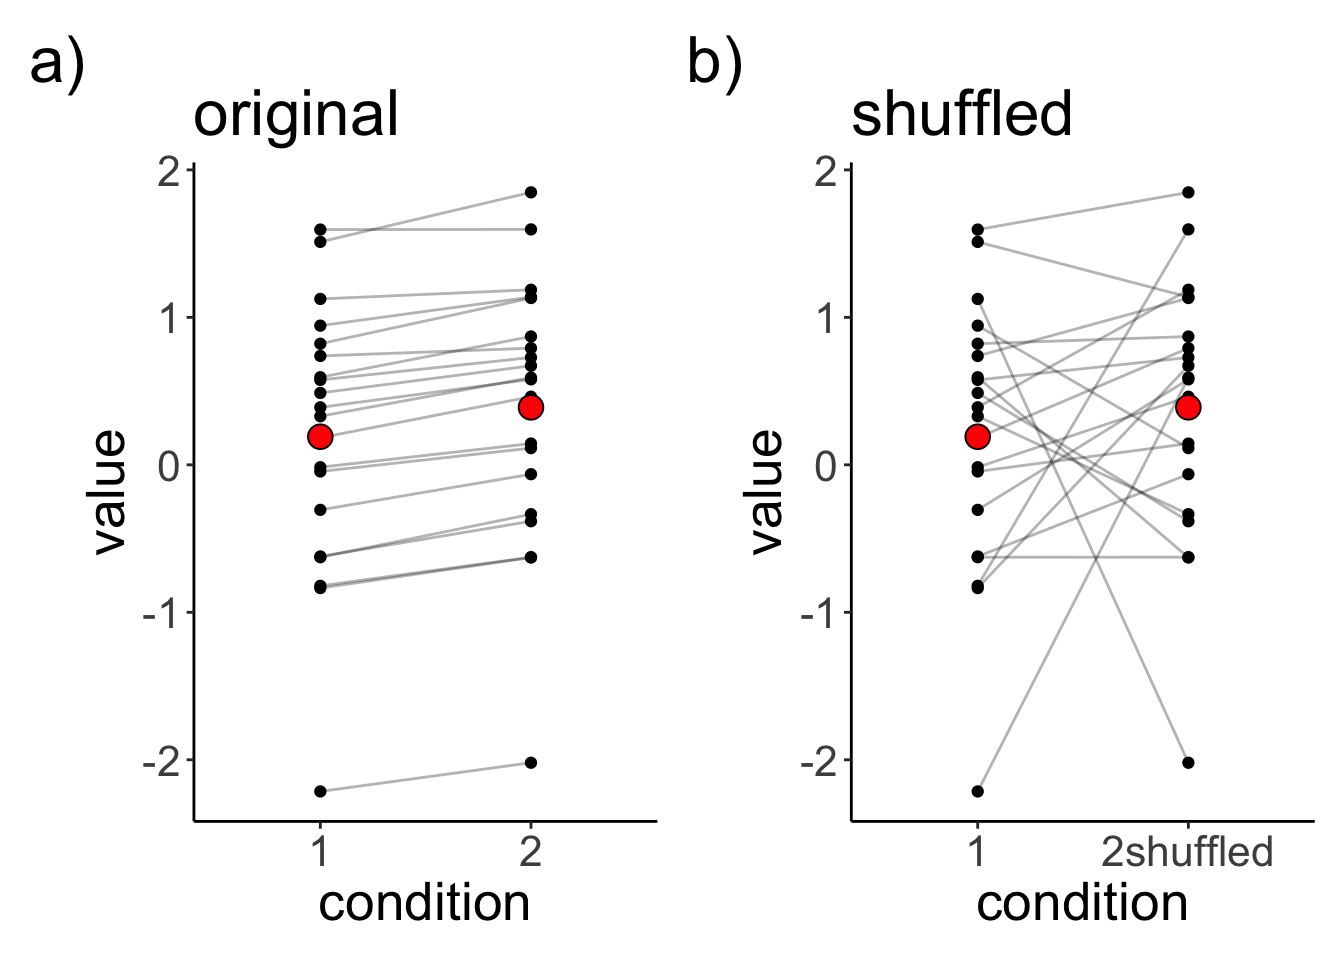 a)
original
value
2
1
0
-1
-2
1 2
condition
b)
shuffled
value
2
1
0
-1
-2
1 2shuffled
condition